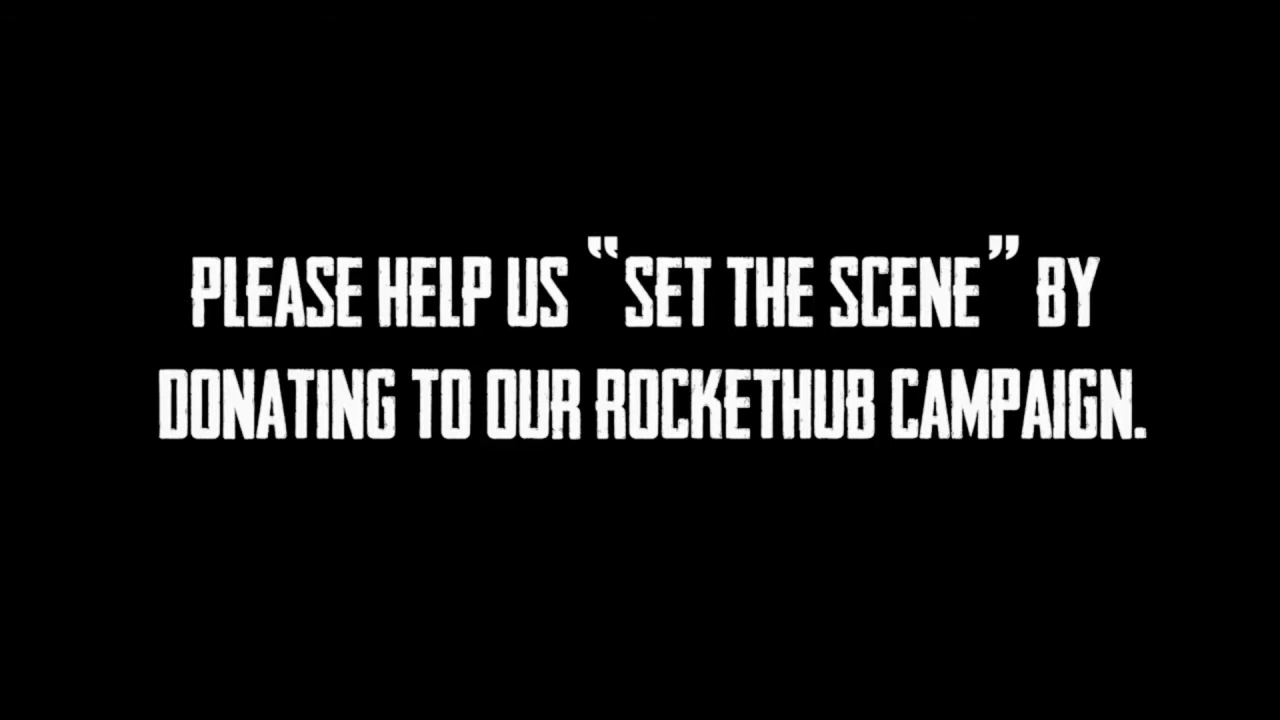 PLEASE HELP US “SET THE SCENE” BY
DONATING TO OUR ROCKETHUB CAMPAIGN.